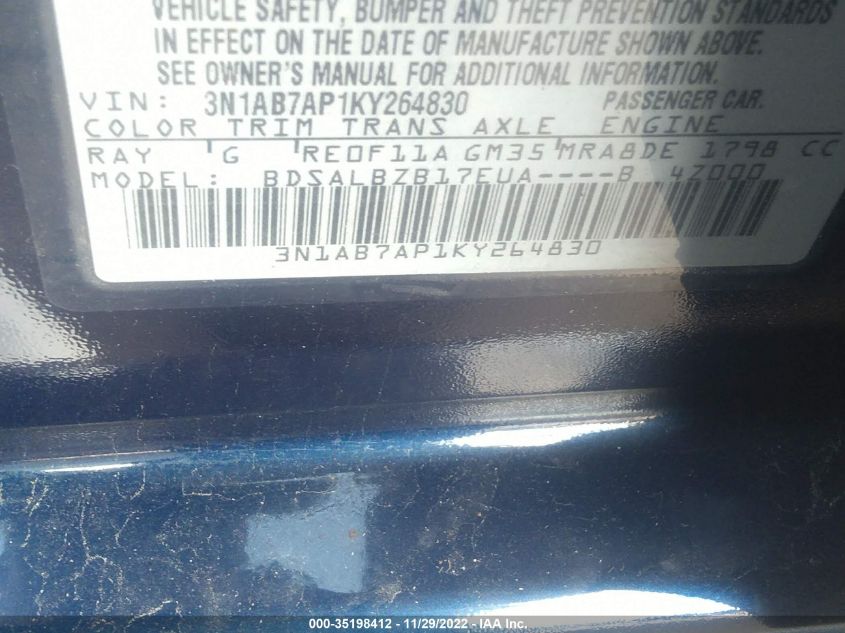 VEHICLE SAFETY, BUMPER AND THEFT PREVENTION STANDARDS
IN EFFECT ON THE DATE OF MANUFACTURE SHOWN ABOVE.
SEE OWNER'S MANUAL FOR ADDITIONAL INFORMATION.
VIN: 3N1AB7AP1KY264830 PASSENGER CAR.
COLOR TRIM TRANS AXLE ENGINE
RAY 'G 'RE0F11A GM35'MRA8DE 1798 CC
MODEL: BDSALBZB17EUA----B 4Z000
3N1AB7AP1KY264830
000-35198412 - 11/29/2022 - IAA Inc.